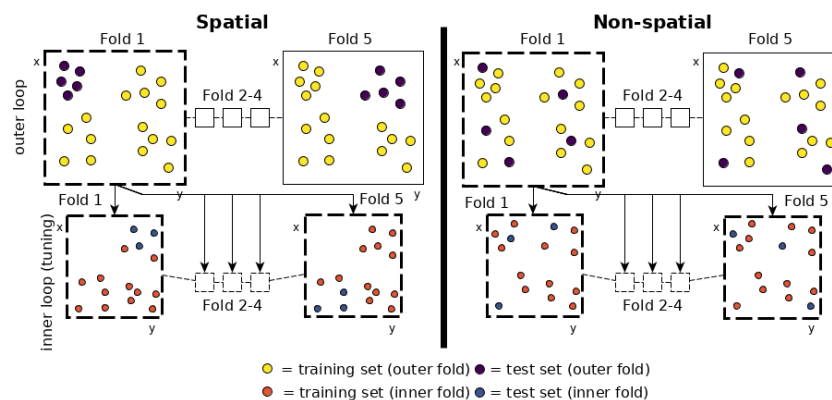 Spatial
Non-spatial
Fold 1
Fold 5
Fold 1
Fold 5
x
x
x
x
outer loop
Fold 2-4
Fold 2-4
y
y
y
y
Fold 1
Fold 5
Fold 1
Fold 5
x
x
x
x
inner loop (tuning)
Fold 2-4
Fold 2-4
y
y
y
y
= training set (outer fold) = test set (outer fold)
= training set (inner fold) = test set (inner fold)